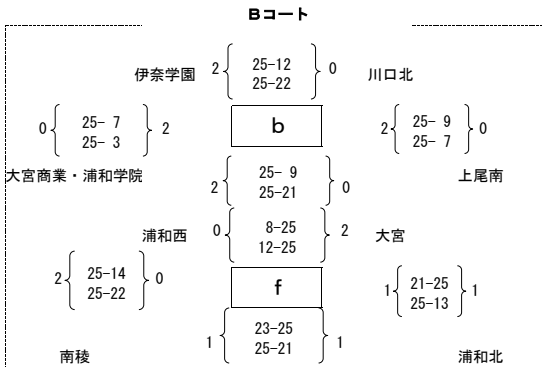 Bコート
伊奈学園 2 25-12 0 川口北
25-22
0 25- 7 2 b 2 25- 9 0
25- 3 25- 7
大宮商業・浦和学院 25- 9 上尾南
2 25-21 0
浦和西 0 8-25 2 大宮
12-25
2 25-14 0 f 1 21-25 1
25-22 25-13
1 23-25 1
25-21
南稜 浦和北